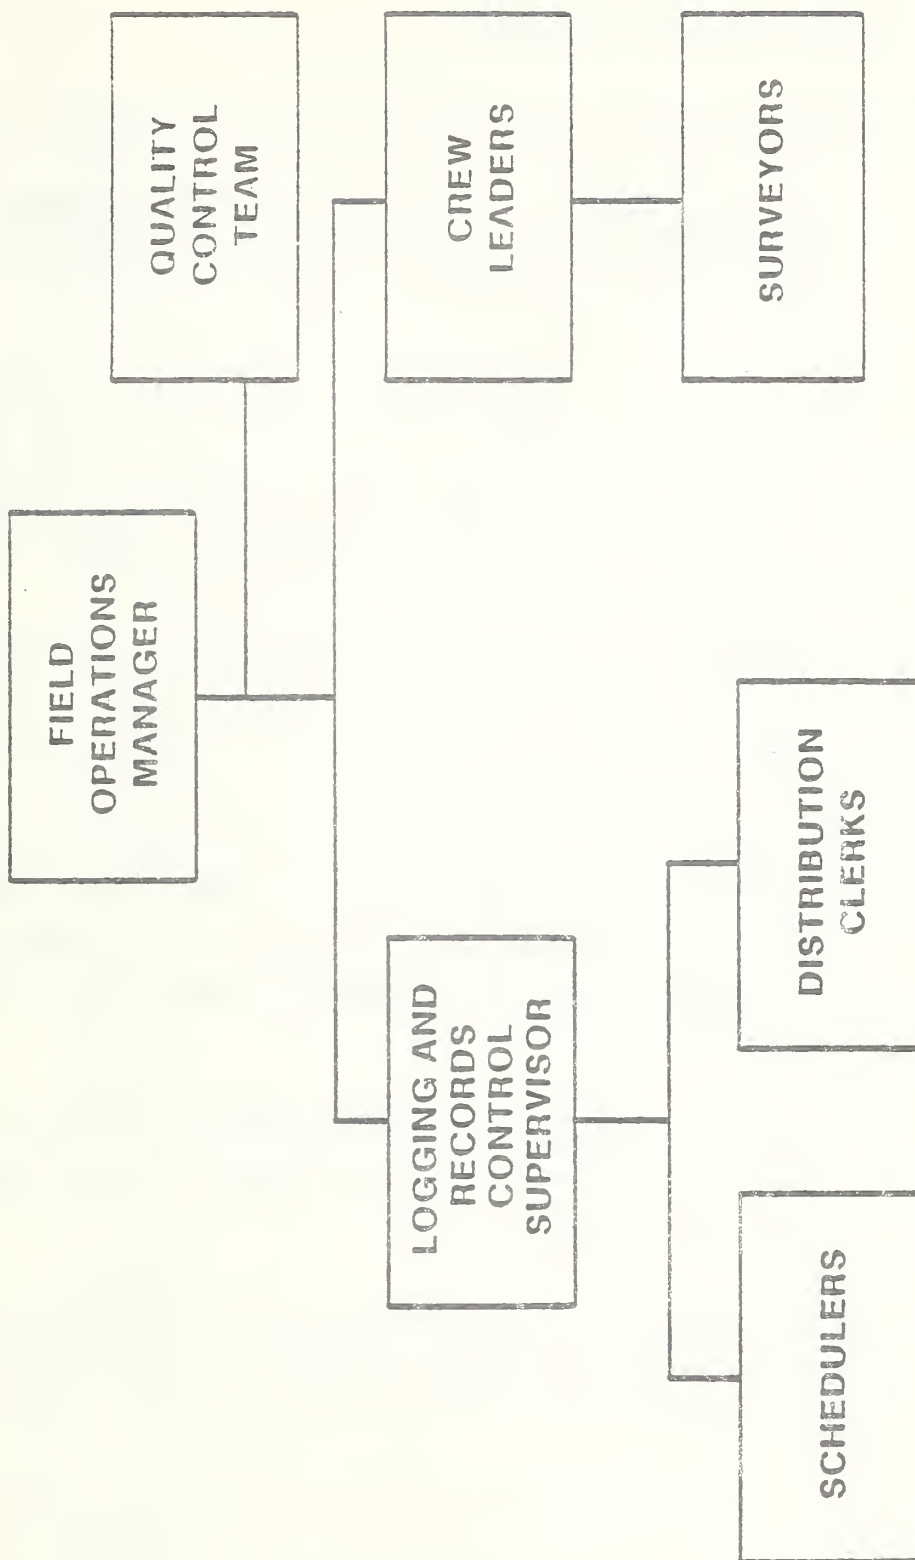 FIELD
OPERATIONS
MANAGER
QUALITY
CONTROL
TEAM
LOGGING AND
RECORDS
CONTROL
SUPERVISOR
CREW
LEADERS
SCHEDULERS
DISTRIBUTION
CLERKS
SURVEYORS